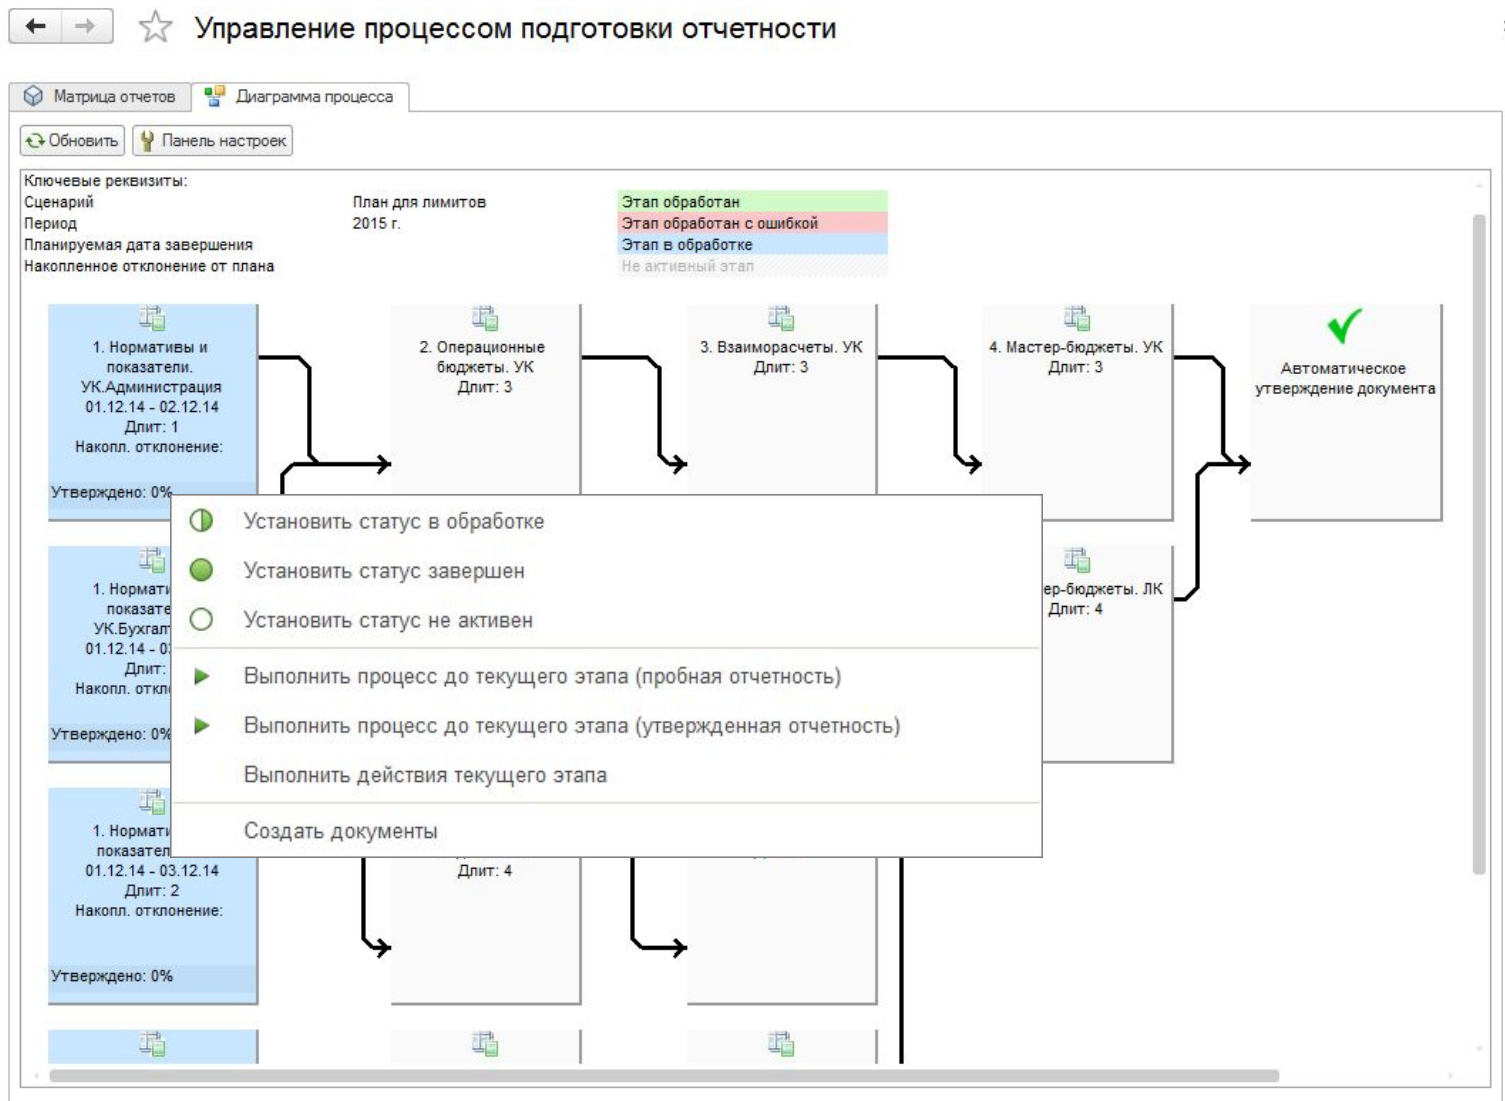 Управление процессом подготовки отчетности
Матрица отчетов
Диаграмма процесса
Обновить
Панель настроек
Ключевые реквизиты:
Сценарий
План для лимитов
Этап обработан
Период
2015 г.
Этап обработан с ошибкой
Планируемая дата завершения
Этап в обработке
Накопленное отклонение от плана
Не активный этап
1. Нормативы и
показатели.
УК.Администрация
01.12.14 - 02.12.14
Длит: 1
Накопл. отклонение:
Утверждено: 0%
2. Операционные
бюджеты. УК
Длит: 3
3. Взаиморасчеты. УК
Длит: 3
4. Мастер-бюджеты. УК
Длит: 3
Автоматическое
утверждение документа
Установить статус в обработке
Установить статус завершен
Установить статус не активен
Выполнить процесс до текущего этапа (пробная отчетность)
Выполнить процесс до текущего этапа (утвержденная отчетность)
Выполнить действия текущего этапа
Создать документы
1. Нормати
показате
УК.Бухгал
01.12.14 - 0
Длит:
Накопл. откл
Утверждено: 0%
ер-бюджеты. ЛК
Длит: 4
1. Нормати
показател
01.12.14 - 03.12.14
Длит: 2
Накопл. отклонение:
Утверждено: 0%
Длит: 4